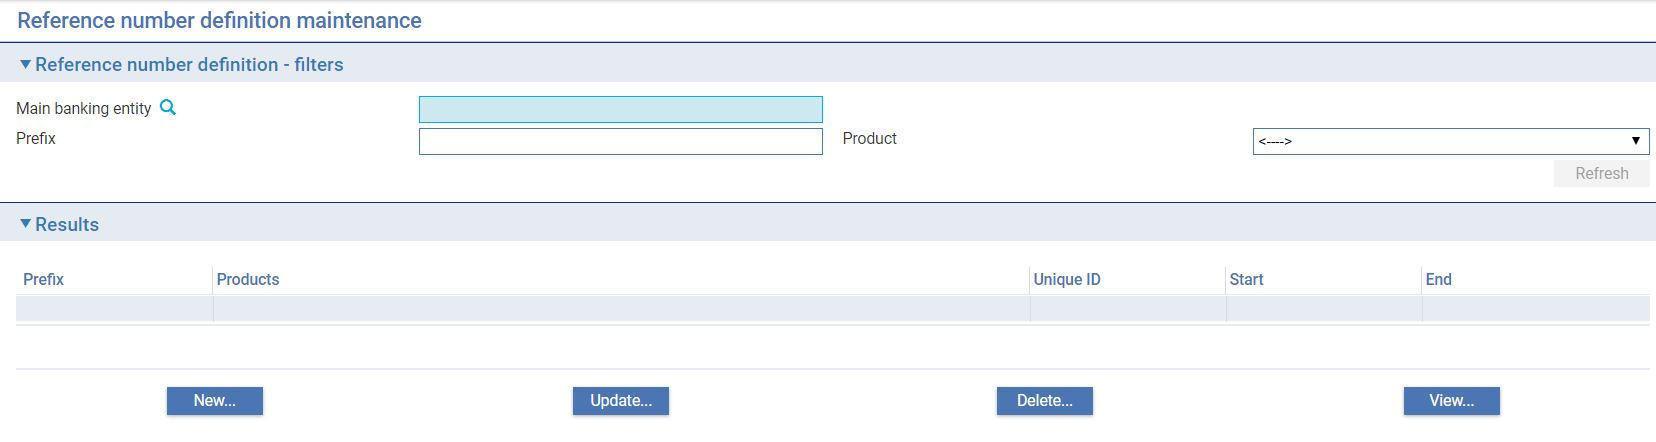 Reference number definition maintenance
Reference number definition - filters
Main banking entity
Prefix Product <---->
Refresh
Results
Prefix Products Unique ID Start End
New... Update... Delete... View...